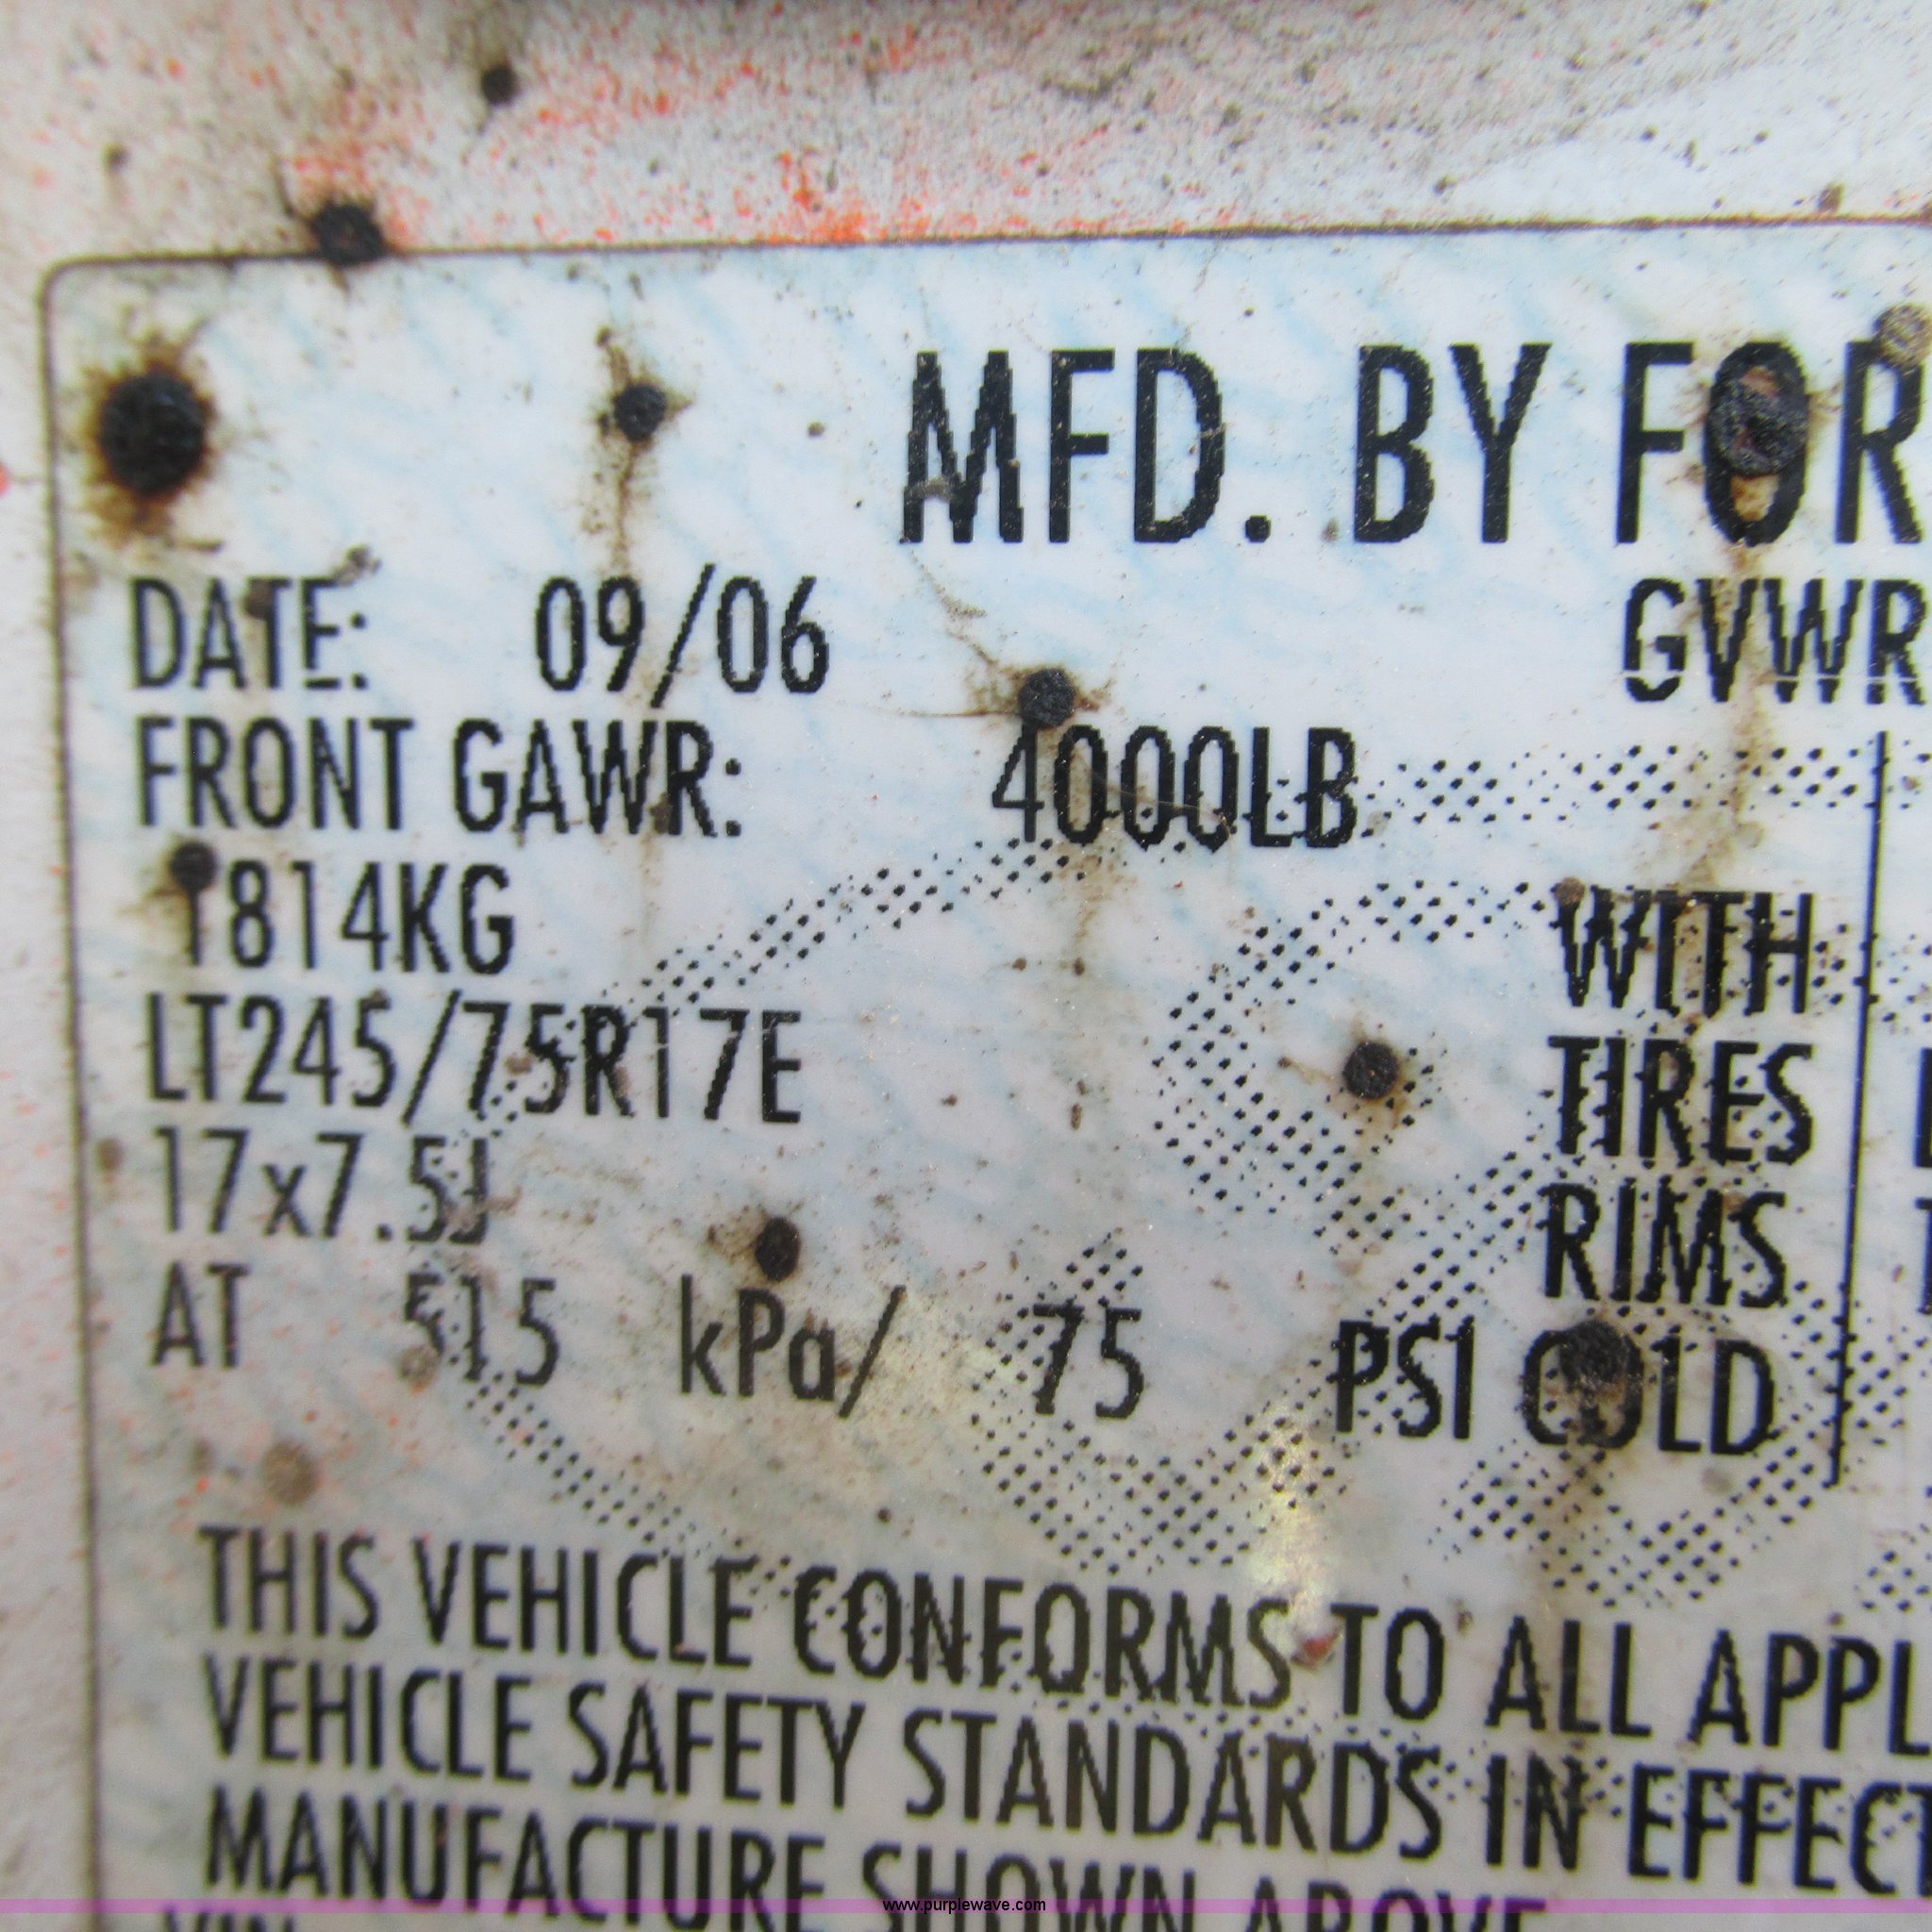 MFD. BY FOR
DATE: 09/06 GVWR
FRONT GAWR: 4000LB
1814KG WITH
LT245/75R17E TIRES
17x7.5J RIMS
AT 515 kPa/ 75 PSI COLD
THIS VEHICLE CONFORMS TO ALL APPL
VEHICLE SAFETY STANDARDS IN EFFECT
MANUFACTURE SHOWN ABOVE
VIN
www.purplewave.com